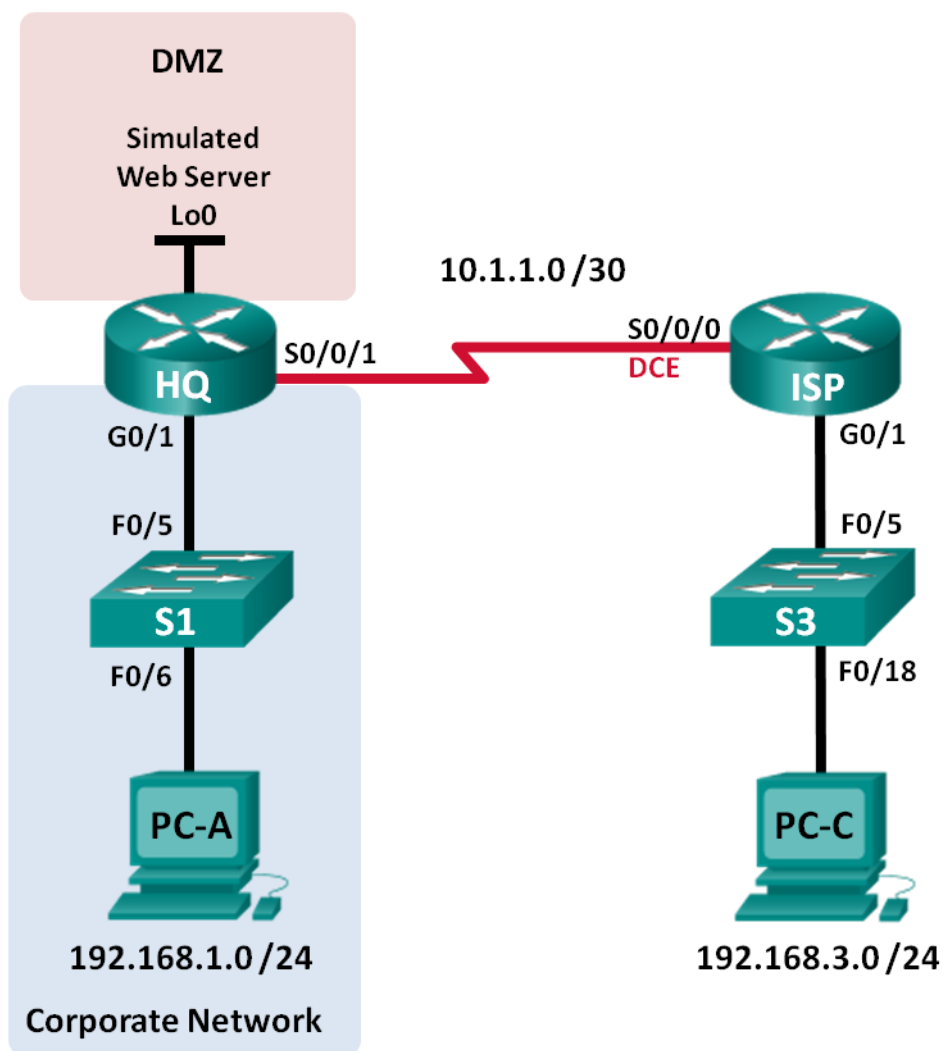 DMZ
Simulated
Web Server
Lo0
10.1.1.0 /30
S0/0/1
S0/0/0
DCE
HQ
ISP
G0/1
G0/1
F0/5
F0/5
S1
S3
F0/6
F0/18
PC-A
PC-C
192.168.1.0 /24
192.168.3.0 /24
Corporate Network